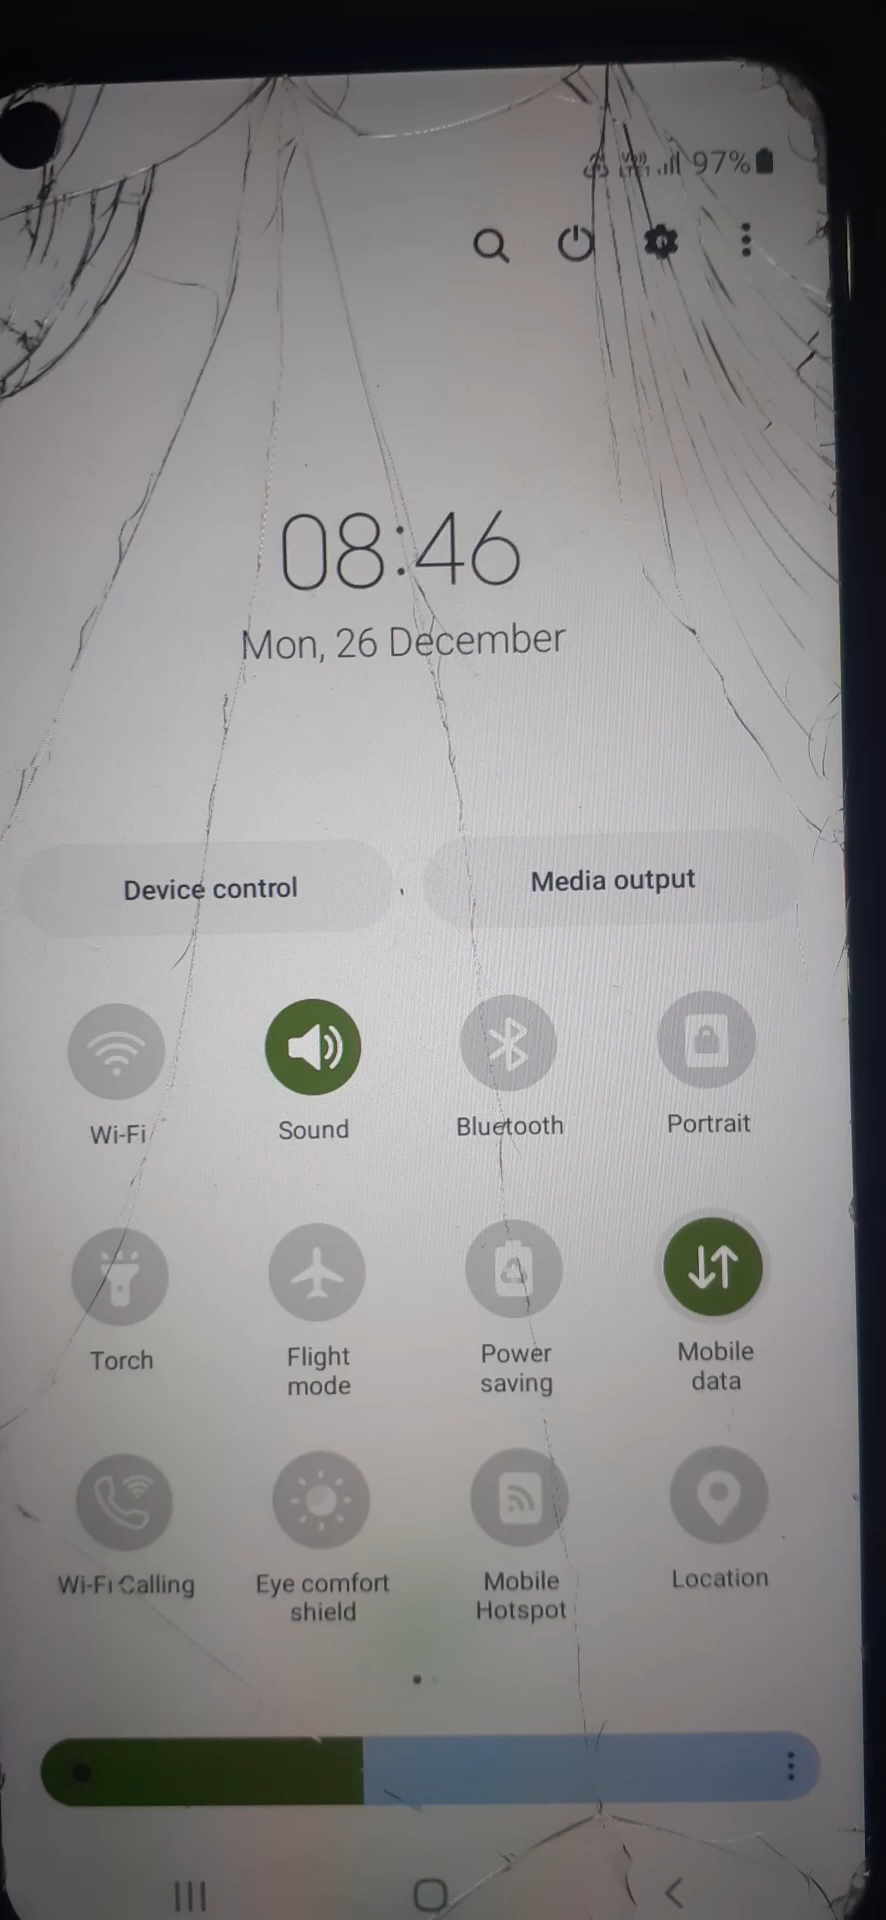 97%
08:46
Mon, 26 December
Device control
Media output
Wi-Fi
Sound
Bluetooth
Portrait
Torch
Flight
mode
Power
saving
Mobile
data
Wi-Fi Calling
Eye comfort
shield
Mobile
Hotspot
Location